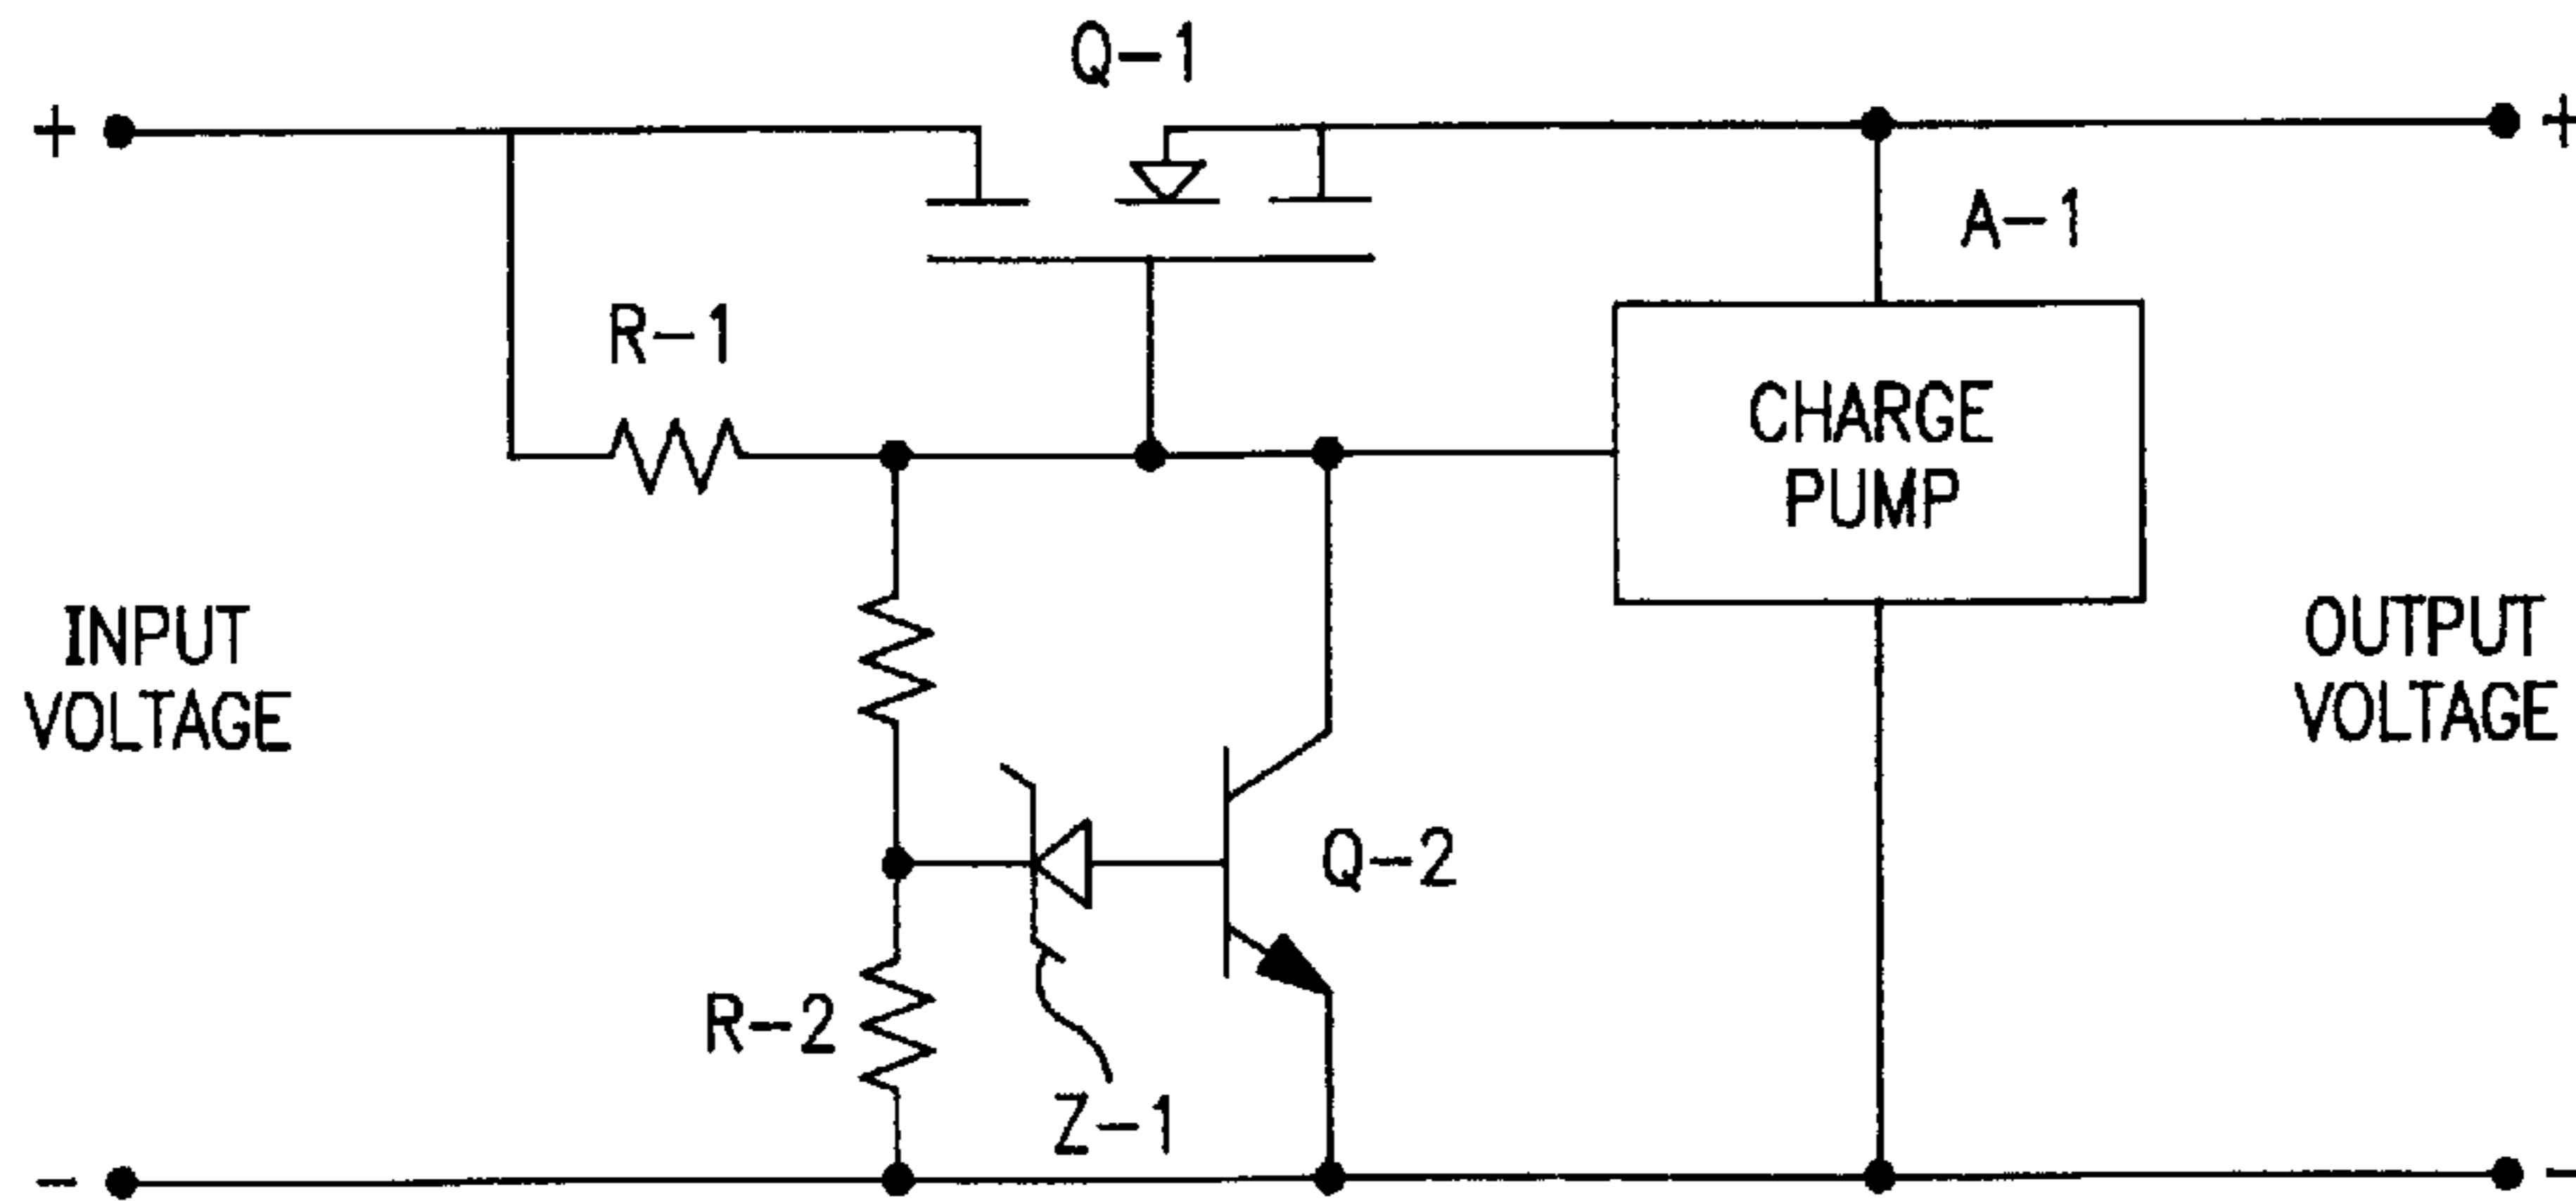 Q-1
+
+
A-1
R-1
CHARGE
PUMP
INPUT
VOLTAGE
OUTPUT
VOLTAGE
Q-2
R-2
Z-1
-
-